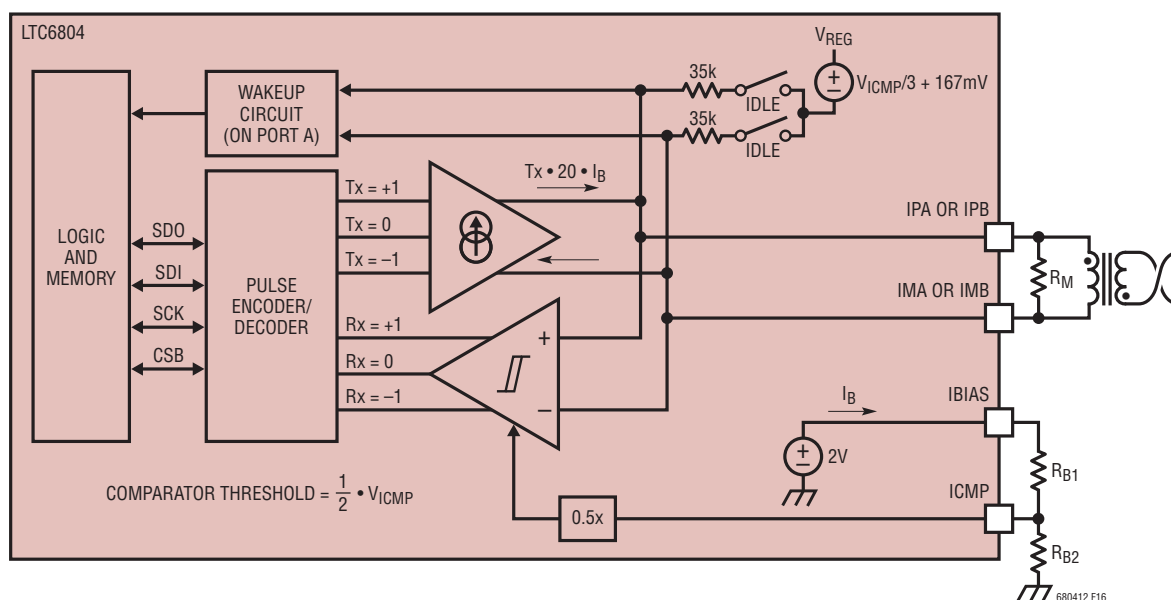 LTC6804
VREG
35k
IDLE
+
–
VICMP/3 + 167mV
35k
IDLE
WAKEUP
CIRCUIT
(ON PORT A)
Tx = +1
Tx = 0
Tx = –1
Tx • 20 • IB
LOGIC
AND
MEMORY
SDO
SDI
SCK
CSB
PULSE
ENCODER/
DECODER
Rx = +1
Rx = 0
Rx = –1
+
–
IPA OR IPB
RM
IMA OR IMB
IB
IBIAS
+
–
2V
RB1
ICMP
COMPARATOR THRESHOLD = 1/2 • VICMP
0.5x
RB2
680412 F16